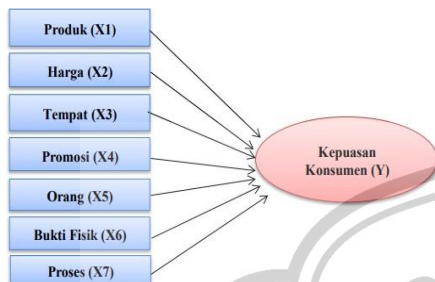 Produk (X1)
Harga (X2)
Tempat (X3)
Promosi (X4)
Orang (X5)
Bukti Fisik (X6)
Proses (X7)
Kepuasan
Konsumen (Y)